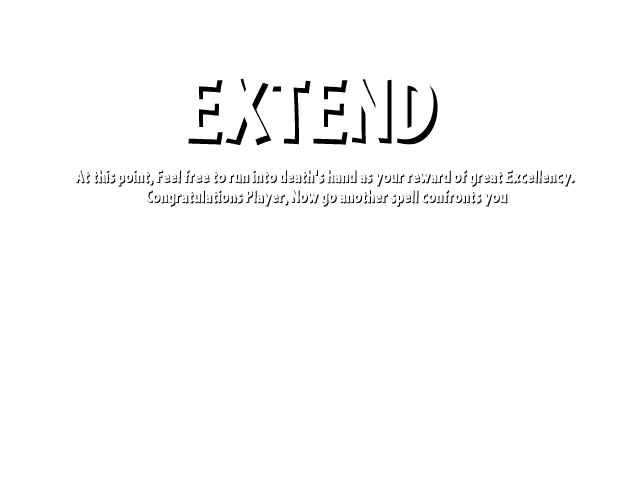 EXTEND
At this point, Feel free to run into death's hand as your reward of great Excellency.
Congratulations Player, Now go another spell confronts you